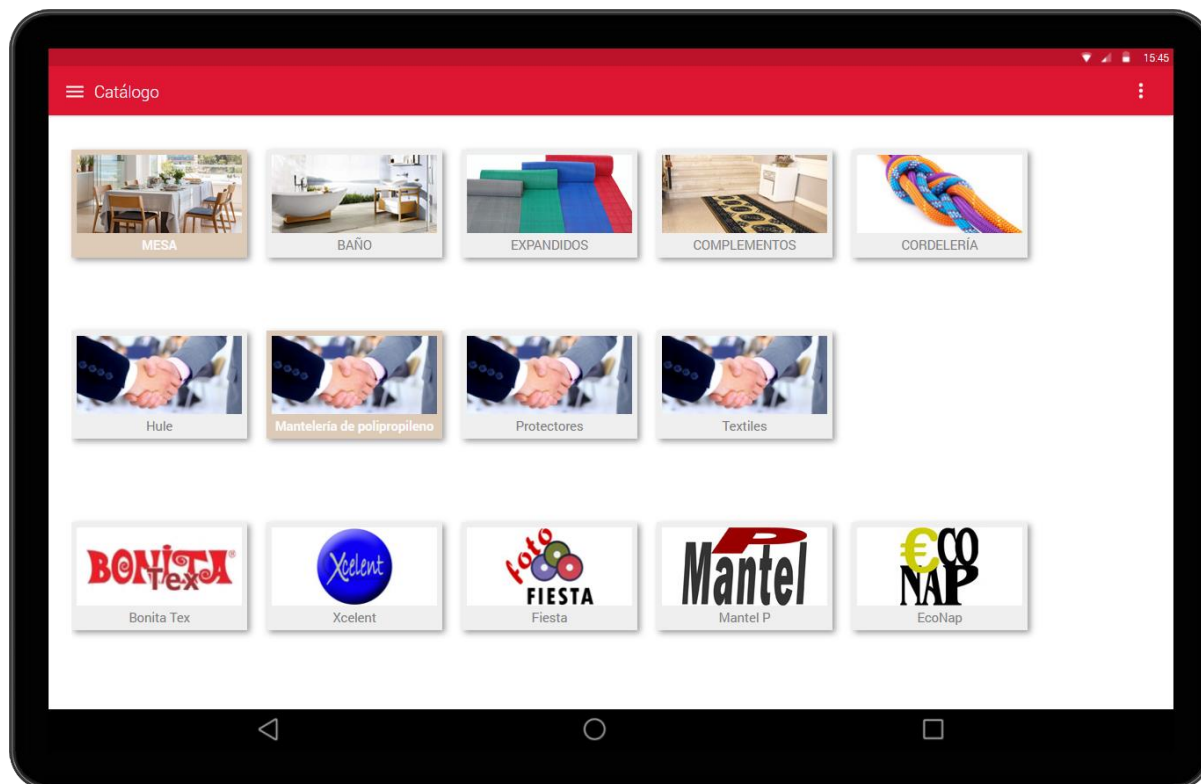 15:45
Catálogo
MESA
BAÑO
EXPANDIDOS
COMPLEMENTOS
CORDELERÍA
Hule
Mantelería de polipropileno
Protectores
Textiles
BONITA
Tex
®
Bonita Tex
Xcelent
Xcelent
foto
FIESTA
Fiesta
P
Mantel
Mantel P
€CO
NAP
EcoNap